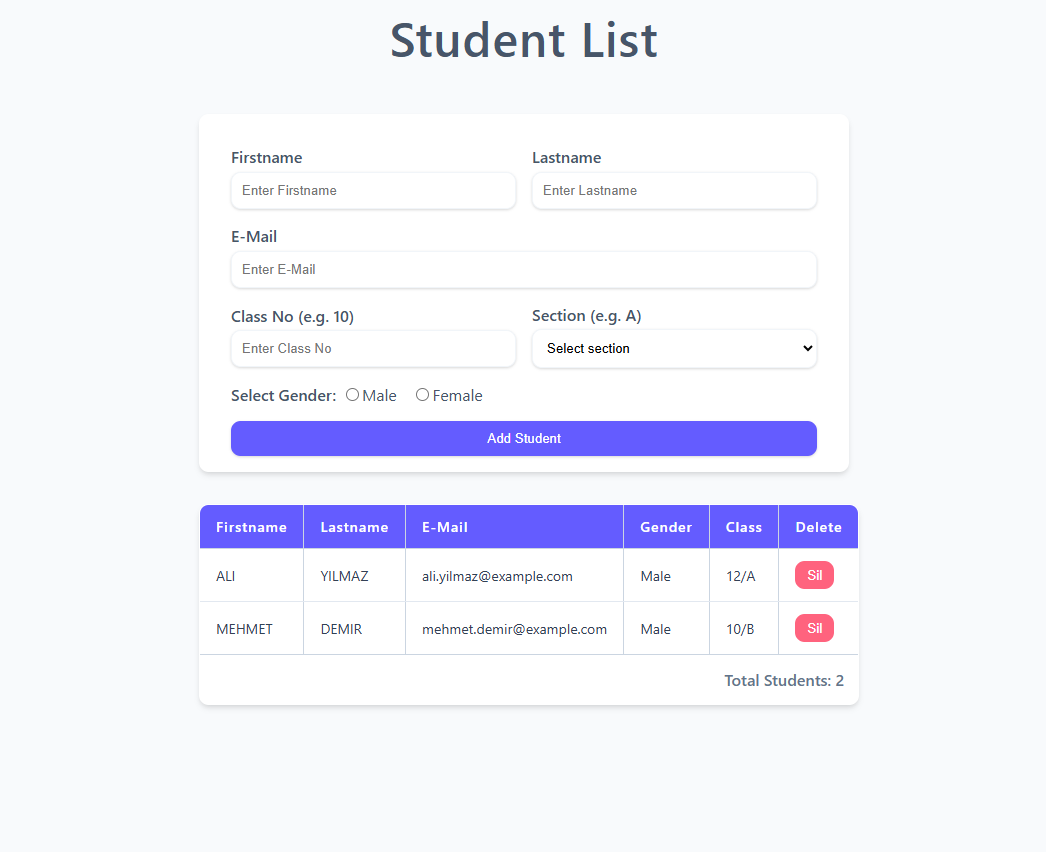 Student List
Firstname Lastname
Enter Firstname Enter Lastname
E-Mail
Enter E-Mail
Class No (e.g. 10) Section (e.g. A)
Enter Class No Select section
Select Gender: Male Female
Add Student
Firstname Lastname E-Mail Gender Class Delete
ALI YILMAZ ali.yilmaz@example.com Male 12/A Sil
MEHMET DEMIR mehmet.demir@example.com Male 10/B Sil
Total Students: 2